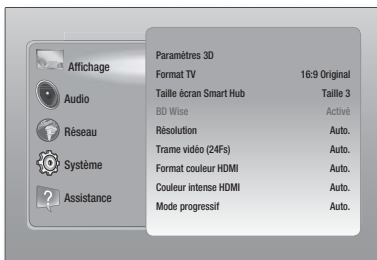 Affichage
Audio
Réseau
Système
Assistance
Paramètres 3D
Format TV 16:9 Original
Taille écran Smart Hub Taille 3
BD Wise Activé
Résolution Auto.
Trame vidéo (24Fs) Auto.
Format couleur HDMI Auto.
Couleur intense HDMI Auto.
Mode progressif Auto.